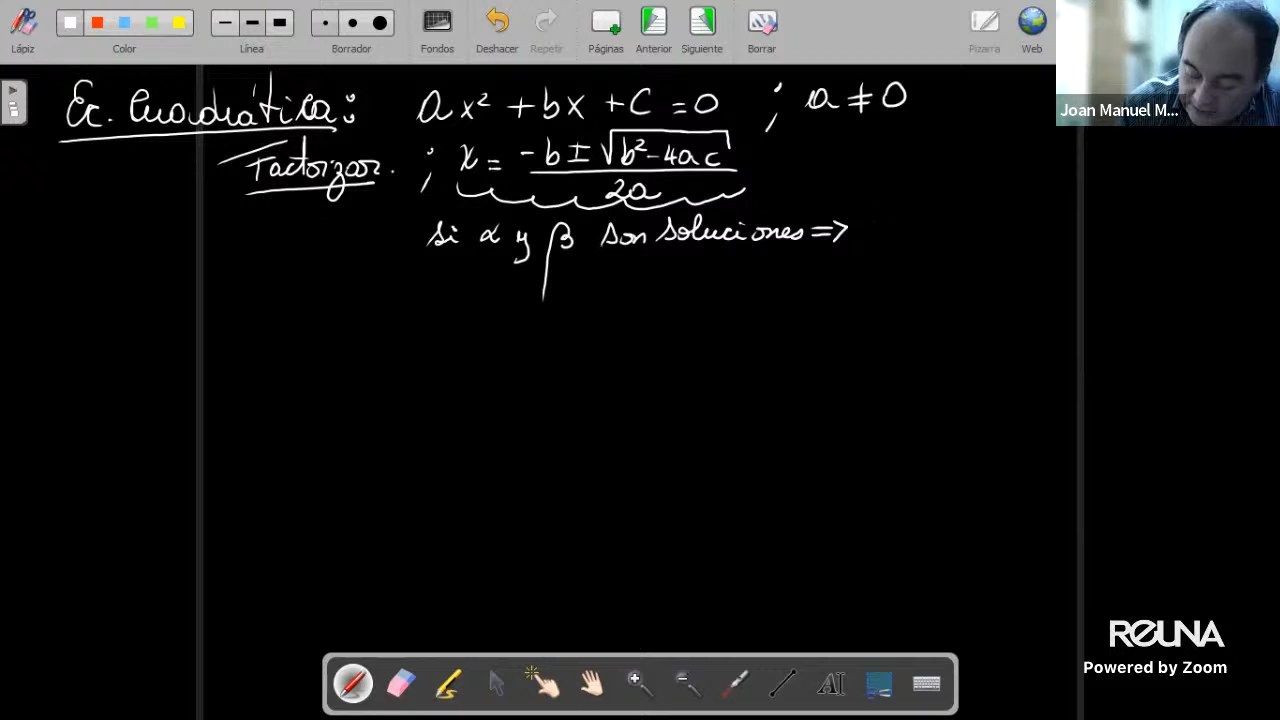 Lápiz Color Línea Borrador Fondos Deshacer Repetir Páginas Anterior Siguiente Borrar Pizarra Web
Joan Manuel M...
Ec. Cuadrática: ax² + bx + c = 0 ; a ≠ 0
Factorizar. ; x = -b ± √b²-4ac / 2a
si α y β son soluciones =>
REUNA
Powered by Zoom